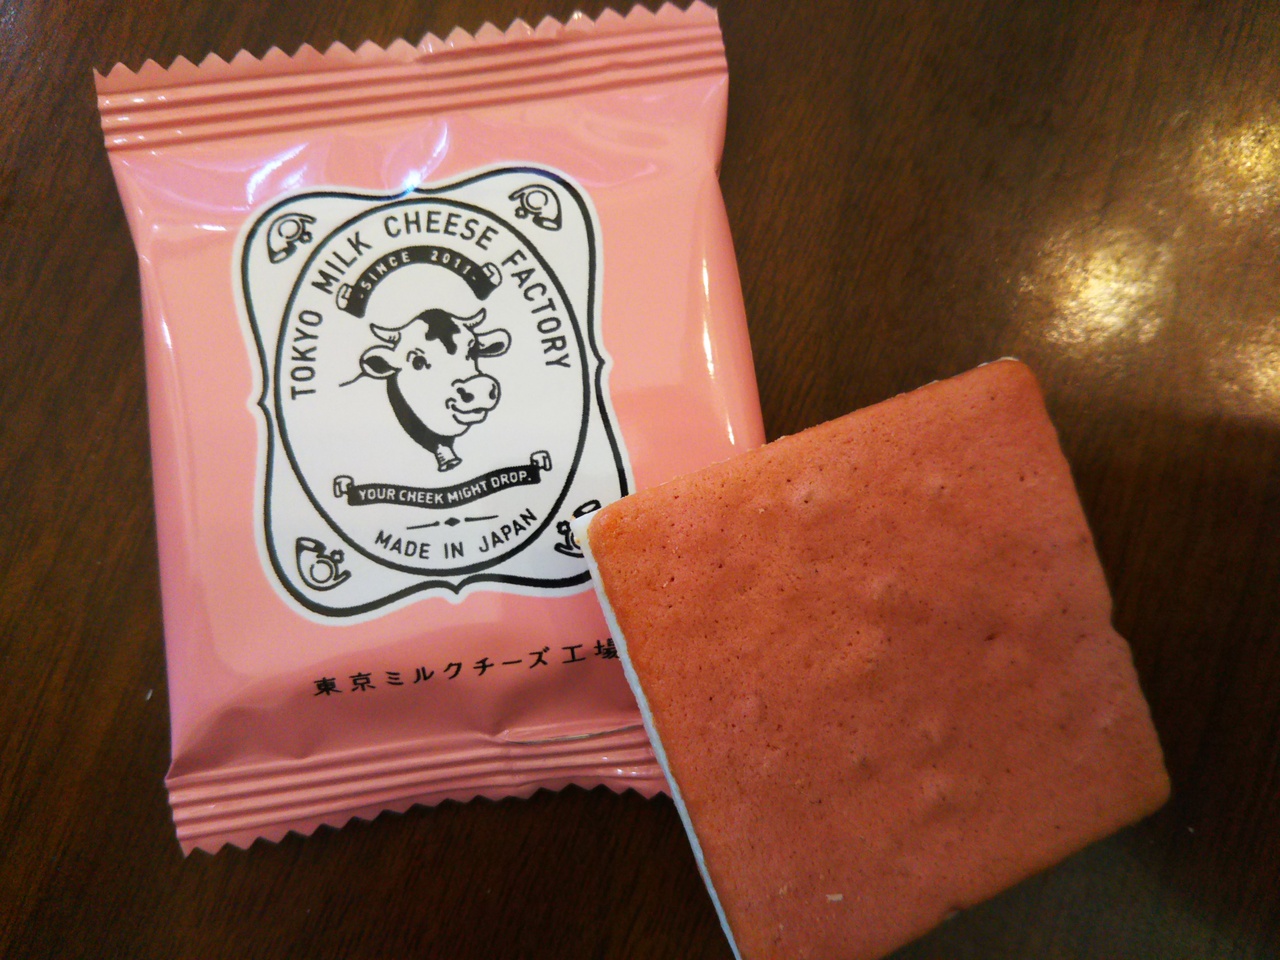 TOKYO MILK CHEESE FACTORY
-SINCE 2011-
YOUR CHEEK MIGHT DROP.
MADE IN JAPAN
東京ミルクチーズ工場